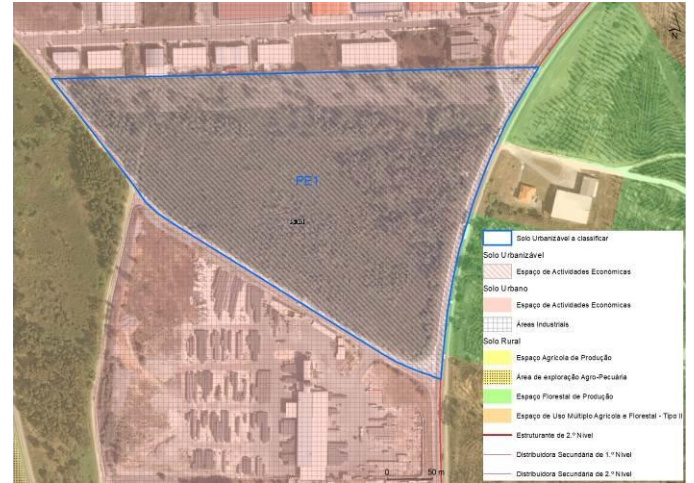 N
PE1
Solo Urbanizável a classificar
Solo Urbanizável
Espaço de Actividades Económicas
Solo Urbano
Espaço de Actividades Económicas
Áreas Industriais
Solo Rural
Espaço Agrícola de Produção
Área de exploração Agro-Pecuária
Espaço Florestal de Produção
Espaço de Uso Múltiplo Agrícola e Florestal - Tipo II
Estruturante de 2.º Nível
Distribuidora Secundária de 1.º Nível
Distribuidora Secundária de 2.º Nível
0 50 m